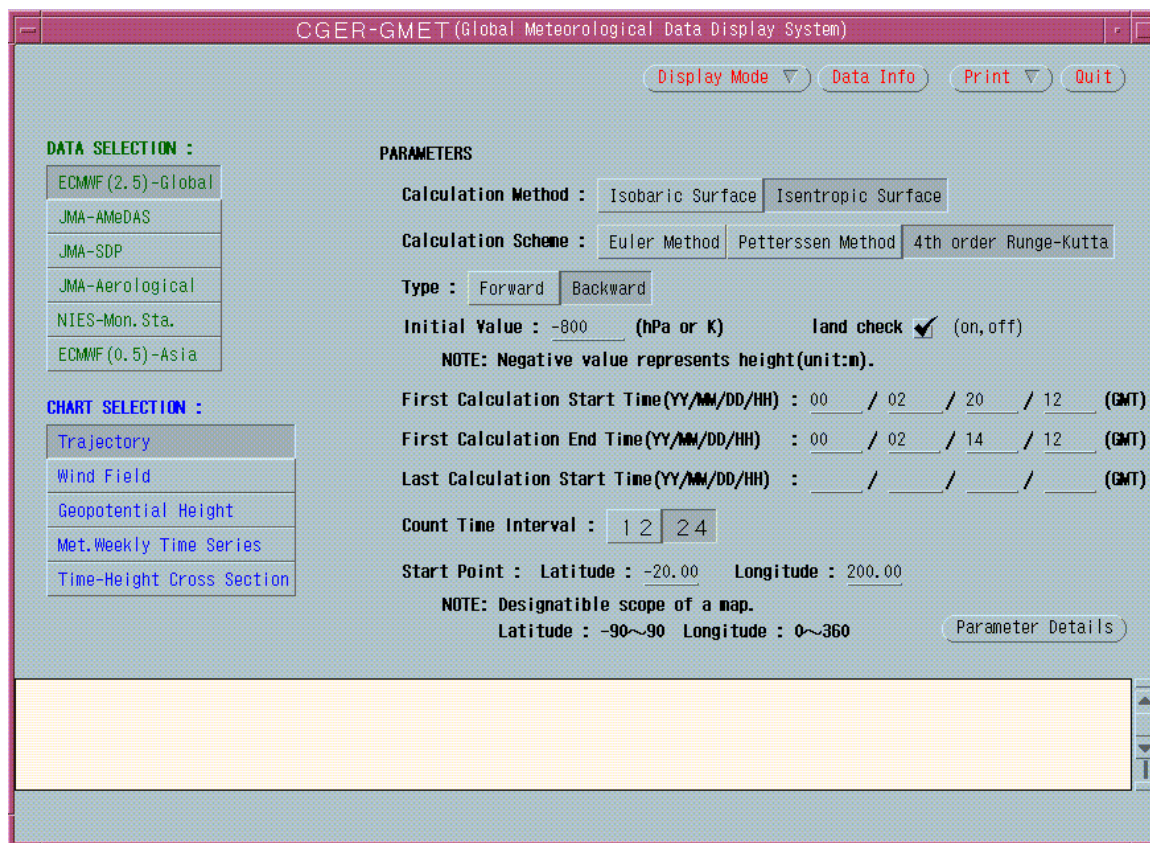 CGER-GMET(Global Meteorological Data Display System)
Display Mode Data Info Print Quit
DATA SELECTION :
ECMWF(2.5)-Global
JMA-AMeDAS
JMA-SDP
JMA-Aerological
NIES-Mon.Sta.
ECMWF(0.5)-Asia
CHART SELECTION :
Trajectory
Wind Field
Geopotential Height
Met.Weekly Time Series
Time-Height Cross Section
PARAMETERS
Calculation Method : Isobaric Surface Isentropic Surface
Calculation Scheme : Euler Method Petterssen Method 4th order Runge-Kutta
Type : Forward Backward
Initial Value : -800 (hPa or K) land check (on,off)
NOTE: Negative value represents height(unit:m).
First Calculation Start Time(YY/MM/DD/HH) : 00 / 02 / 20 / 12 (GMT)
First Calculation End Time(YY/MM/DD/HH) : 00 / 02 / 14 / 12 (GMT)
Last Calculation Start Time(YY/MM/DD/HH) : / / / (GMT)
Count Time Interval : 12 24
Start Point : Latitude : -20.00 Longitude : 200.00
NOTE: Designatible scope of a map.
Latitude : -90~90 Longitude : 0~360
Parameter Details